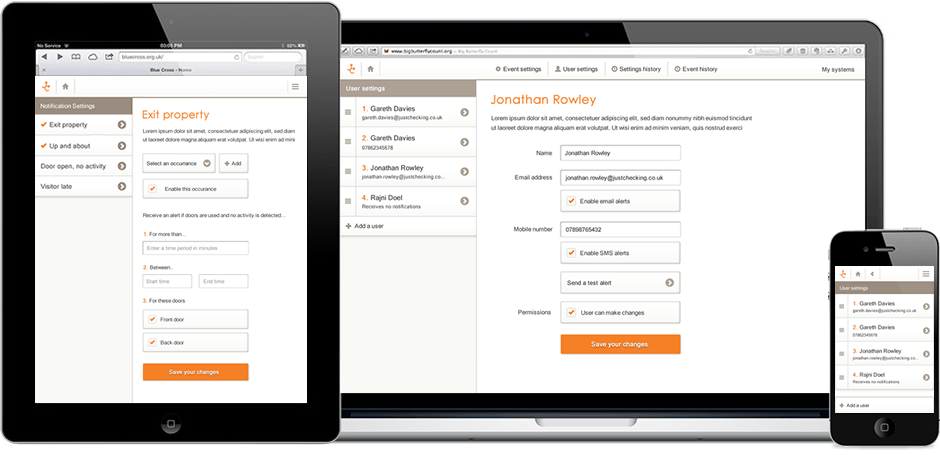 No Service
03:05 PM
52%
bluecross.org.uk/
Search
Blue Cross - Home
Notification Settings
Exit property
Up and about
Door open, no activity
Visitor late
Exit property
Lorem ipsum dolor sit amet, consectetuer adipiscing elit, sed diam
ut laoreet dolore magna aliquam erat volutpat. Ut wisi enim ad mini
Select an occurrance
+ Add
Enable this occurance
Receive an alert if doors are used and no activity is detected...
1. For more than...
Enter a time period in minutes
2. Between..
Start time
End time
3. For these doors
Front door
Back door
Save your changes
www.bigbutterflycount.org – Big Butterfly Count
Event settings
User settings
Settings history
Event history
My systems
User settings
1. Gareth Davies
gareth.davies@justchecking.co.uk
2. Gareth Davies
07862345678
3. Jonathan Rowley
jonathan.rowley@justchecking.co.uk
4. Rajni Doel
Receives no notifications
+ Add a user
Jonathan Rowley
Lorem ipsum dolor sit amet, consectetuer adipiscing elit, sed diam nonummy nibh euismod tincidunt
ut laoreet dolore magna aliquam erat volutpat. Ut wisi enim ad minim veniam, quis nostrud exerci
Name
Jonathan Rowley
Email address
jonathan.rowley@justchecking.co.uk
Enable email alerts
Mobile number
07898765432
Enable SMS alerts
Send a test alert
Permissions
User can make changes
Save your changes
User settings
1. Gareth Davies
gareth.davies@justchecking.co.uk
2. Gareth Davies
07862345678
3. Jonathan Rowley
jonathan.rowley@justchecking.co.uk
4. Rajni Doel
Receives no notifications
+ Add a user